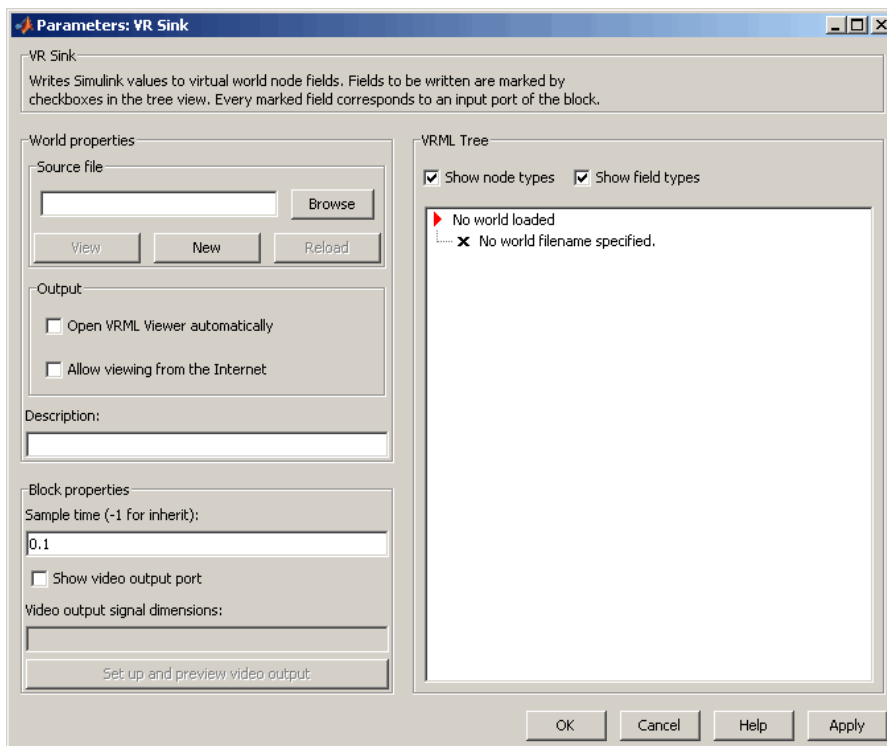 Parameters: VR Sink
VR Sink
Writes Simulink values to virtual world node fields. Fields to be written are marked by
checkboxes in the tree view. Every marked field corresponds to an input port of the block.
World properties
Source file
Browse
View
New
Reload
Output
Open VRML Viewer automatically
Allow viewing from the Internet
Description:
Block properties
Sample time (-1 for inherit):
0.1
Show video output port
Video output signal dimensions:
Set up and preview video output
VRML Tree
Show node types
Show field types
No world loaded
No world filename specified.
OK
Cancel
Help
Apply